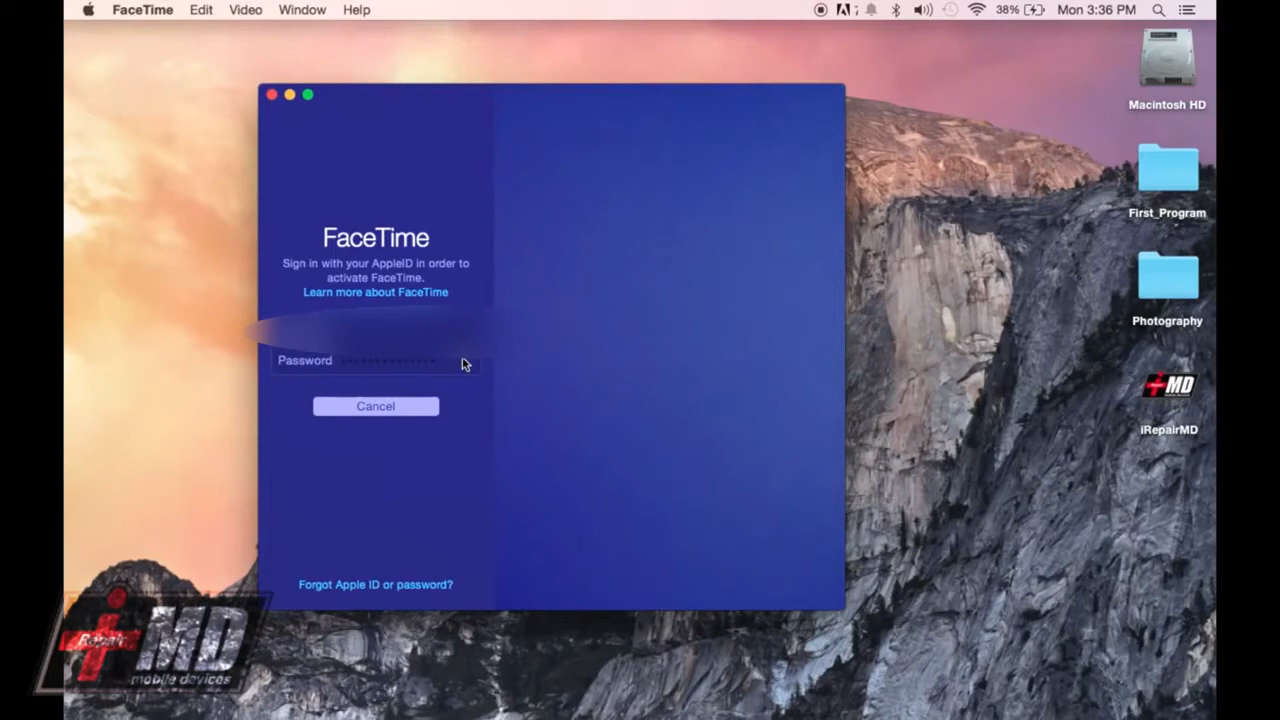 FaceTime Edit Video Window Help 38% Mon 3:36 PM
Macintosh HD
First_Program
Photography
MD
iRepairMD
FaceTime
Sign in with your AppleID in order to
activate FaceTime.
Learn more about FaceTime
Password
Cancel
Forgot Apple ID or password?
Repair
iMD
mobile devices